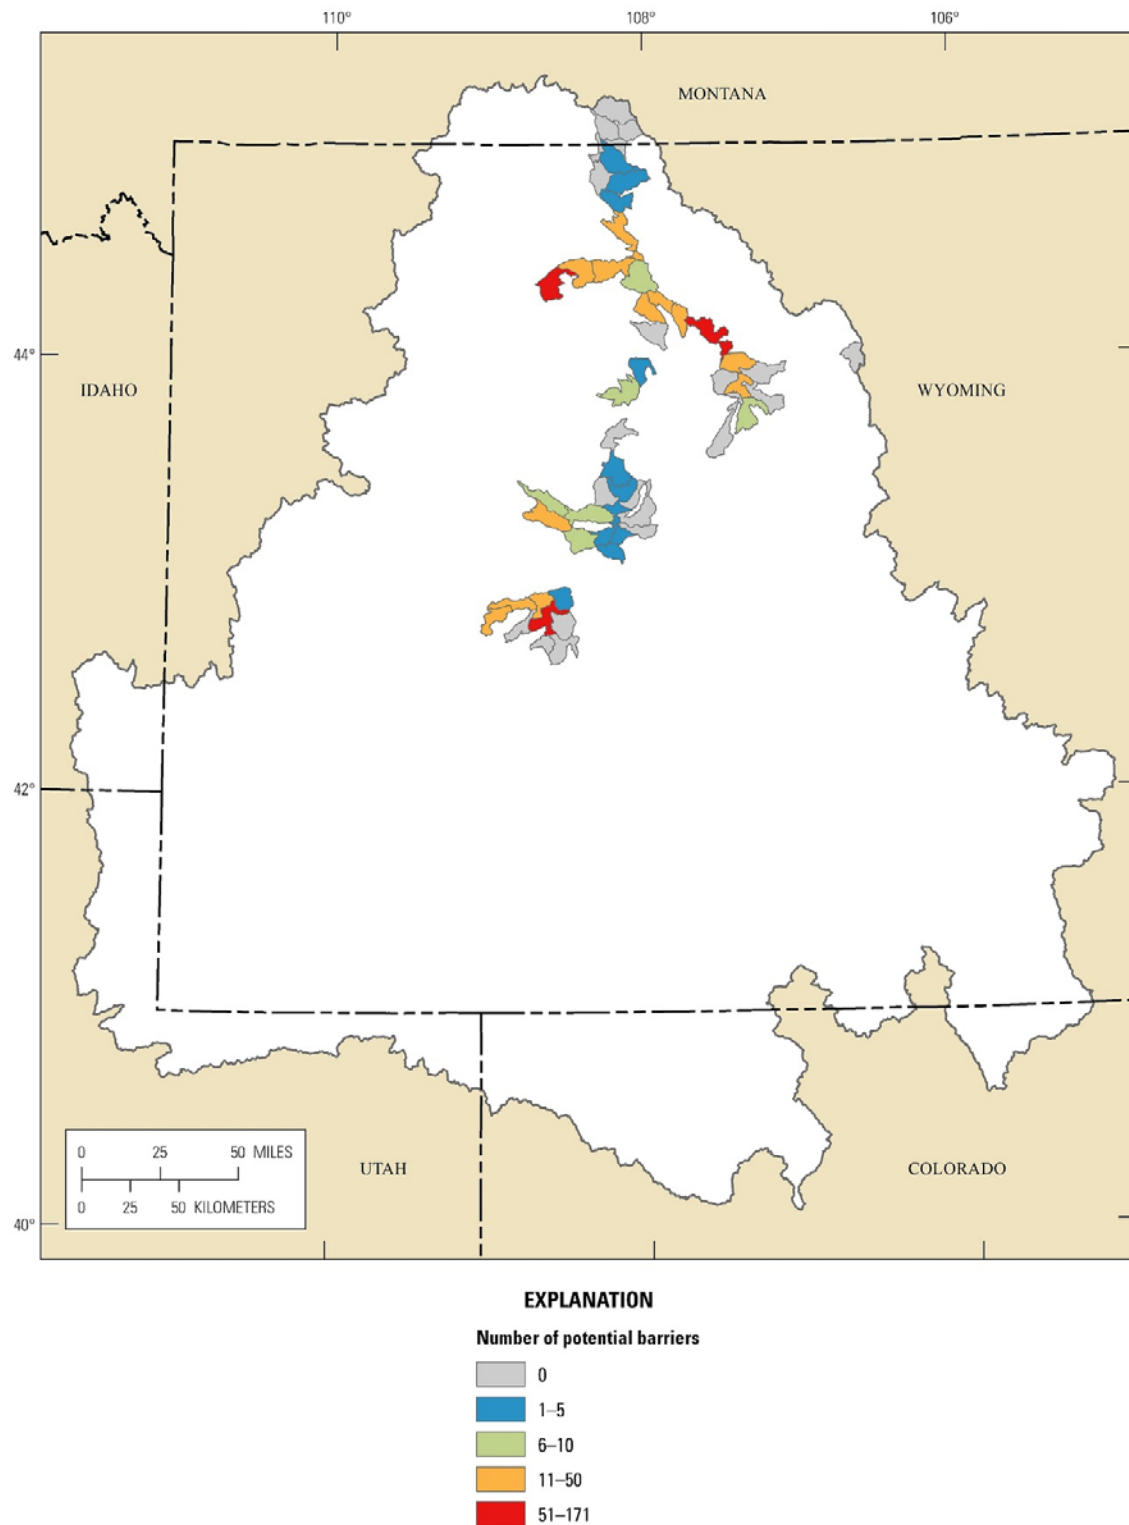 110° 108° 106°
MONTANA
44°
IDAHO WYOMING
42°
0 25 50 MILES
0 25 50 KILOMETERS
UTAH COLORADO
40°
EXPLANATION
Number of potential barriers
0
1–5
6–10
11–50
51–171